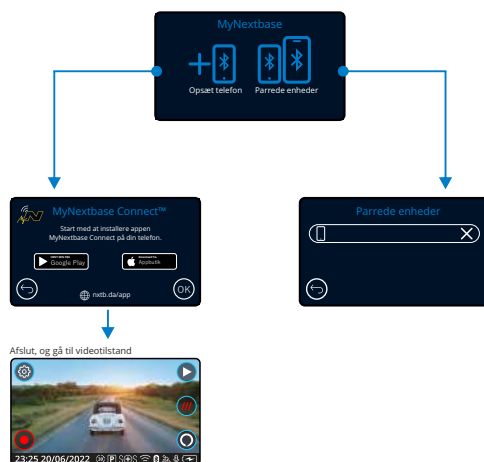 MyNextbase
Opsæt telefon
Parrede enheder
MyNextbase Connect™
Start med at installere appen
MyNextbase Connect på din telefon.
Google Play
Appbutik
nxtb.da/app
OK
Parrede enheder
Afslut, og gå til videotilstand
23:25 20/06/2022